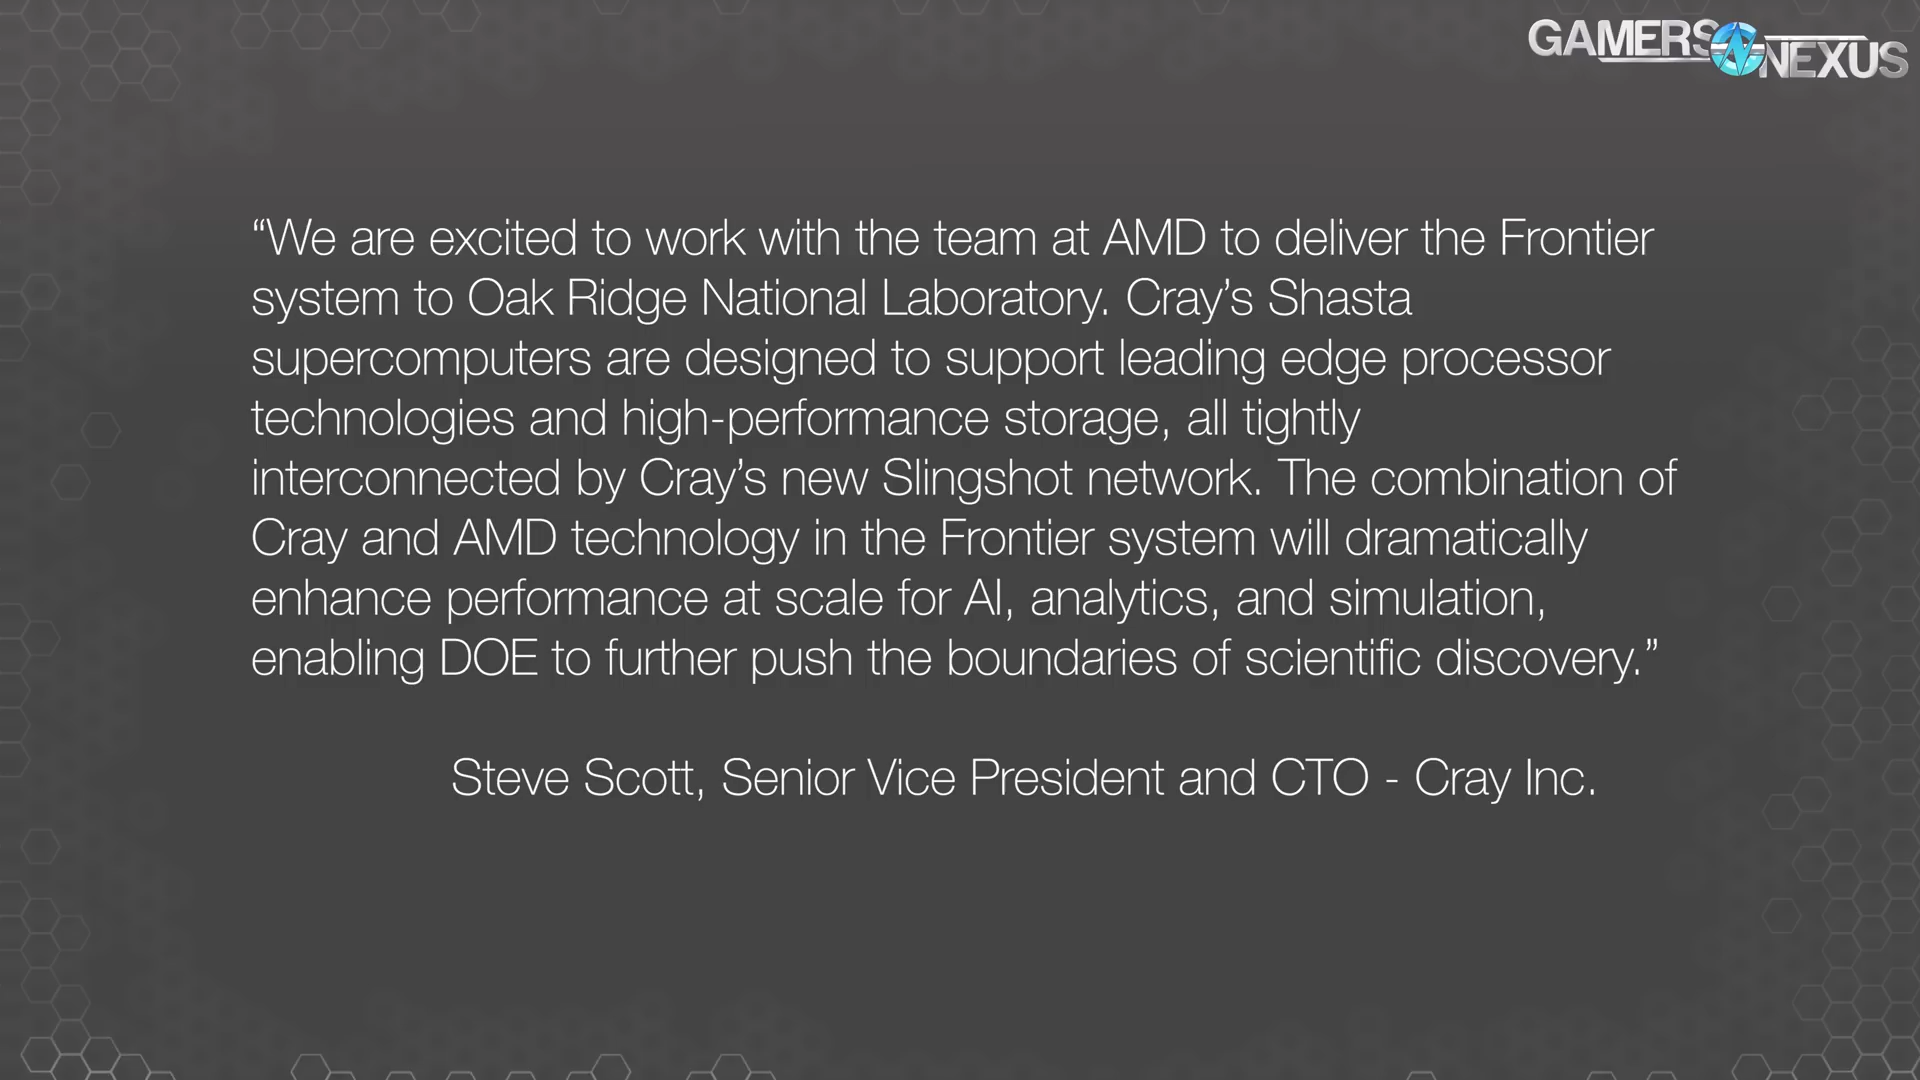 GAMERS NEXUS
“We are excited to work with the team at AMD to deliver the Frontier
system to Oak Ridge National Laboratory. Cray’s Shasta
supercomputers are designed to support leading edge processor
technologies and high-performance storage, all tightly
interconnected by Cray’s new Slingshot network. The combination of
Cray and AMD technology in the Frontier system will dramatically
enhance performance at scale for AI, analytics, and simulation,
enabling DOE to further push the boundaries of scientific discovery.”
Steve Scott, Senior Vice President and CTO - Cray Inc.